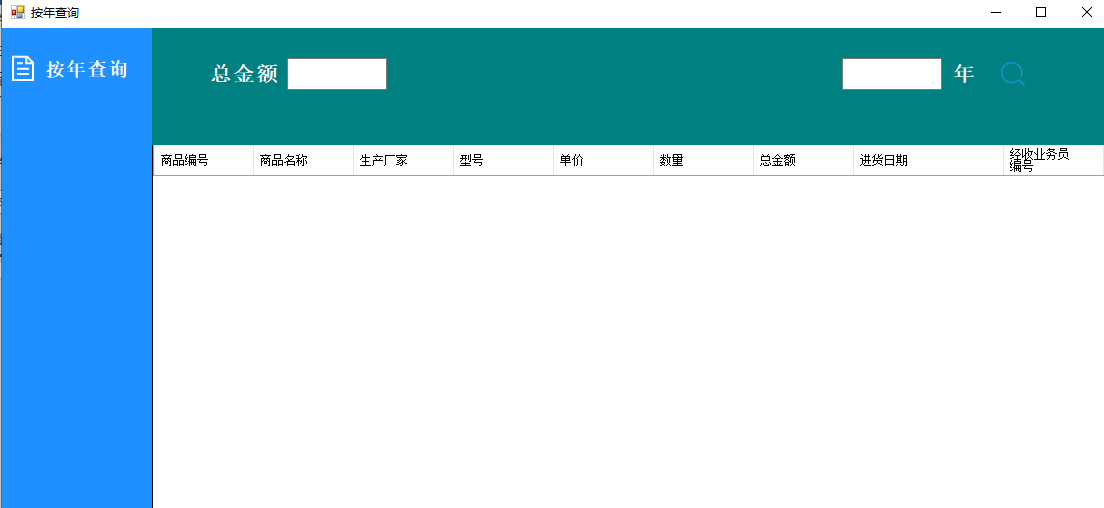 按年查询
按年查询
总金额
年
商品编号 商品名称 生产厂家 型号 单价 数量 总金额 进货日期 经收业务员
编号